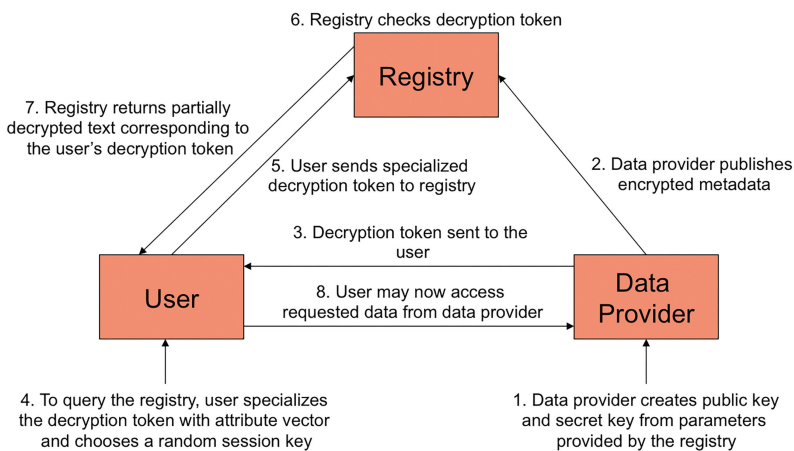 6. Registry checks decryption token
Registry
7. Registry returns partially
decrypted text corresponding to
the user's decryption token
5. User sends specialized
decryption token to registry
2. Data provider publishes
encrypted metadata
3. Decryption token sent to the
user
User
8. User may now access
requested data from data provider
Data
Provider
4. To query the registry, user specializes
the decryption token with attribute vector
and chooses a random session key
1. Data provider creates public key
and secret key from parameters
provided by the registry